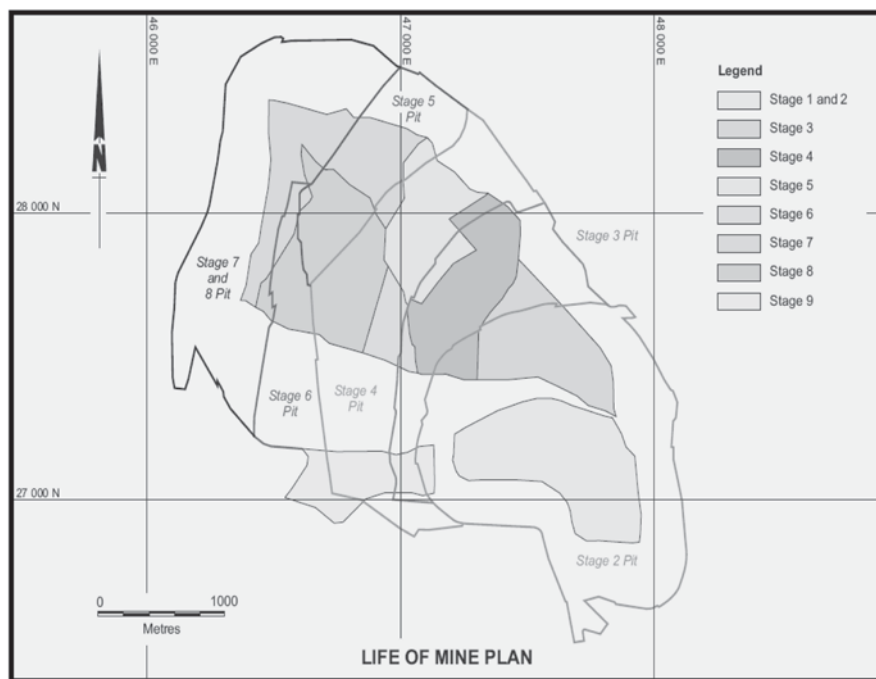 46 000 E
47 000 E
48 000 E
Stage 5
Pit
Legend
Stage 1 and 2
Stage 3
Stage 4
Stage 5
Stage 6
Stage 7
Stage 8
Stage 9
N
28 000 N
Stage 3 Pit
Stage 7
and
8 Pit
Stage 6
Pit
Stage 4
Pit
27 000 N
Stage 2 Pit
0
1000
Metres
LIFE OF MINE PLAN